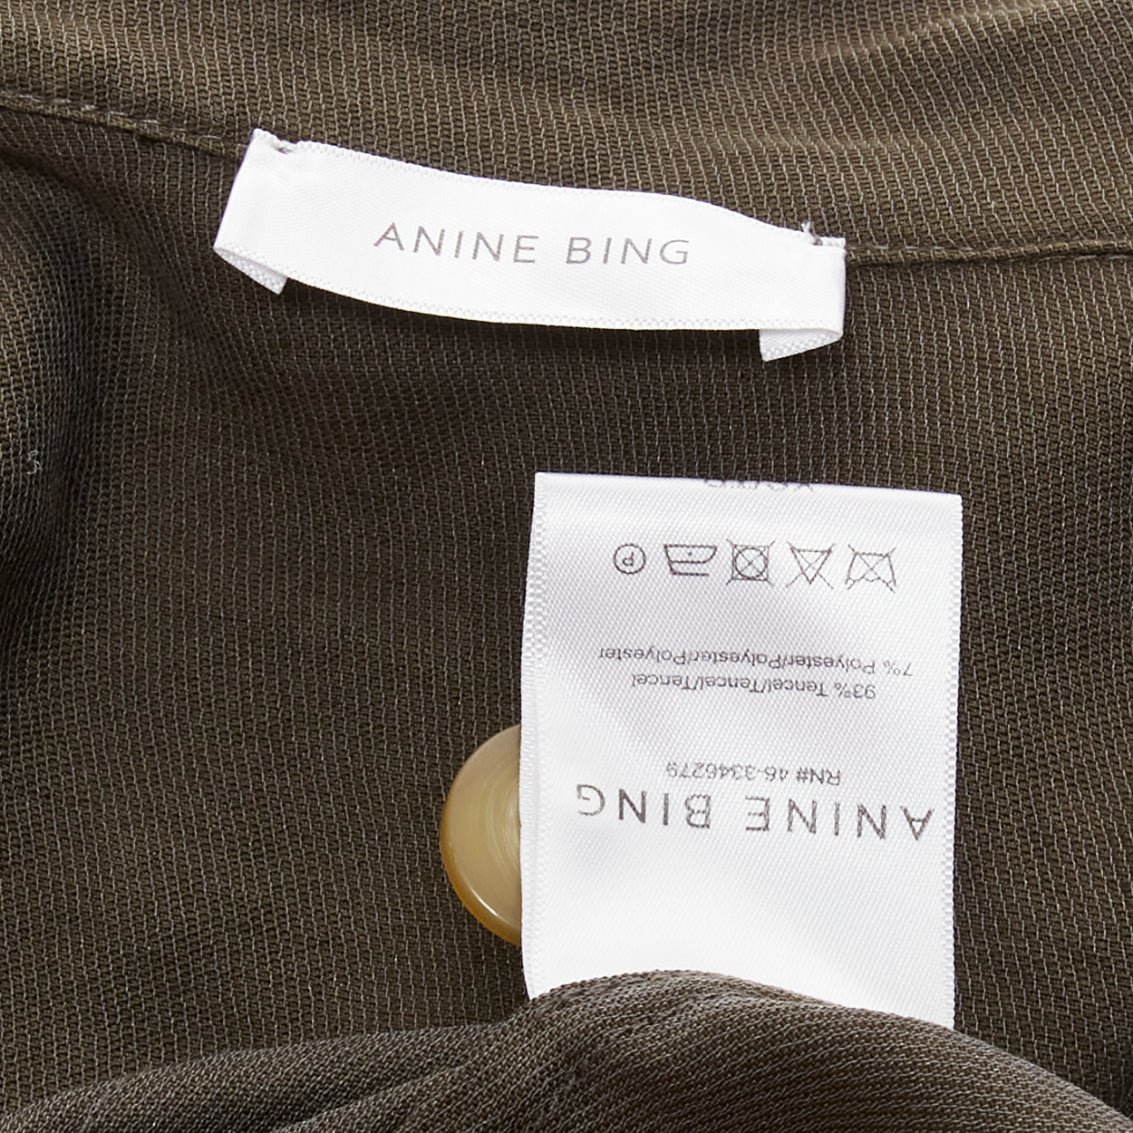 ANINE BING
ANINE BING
RN# 46-3346279
93% Tencel/Tencel/Tencel
7% Polyester/Polyester/Polyester
P